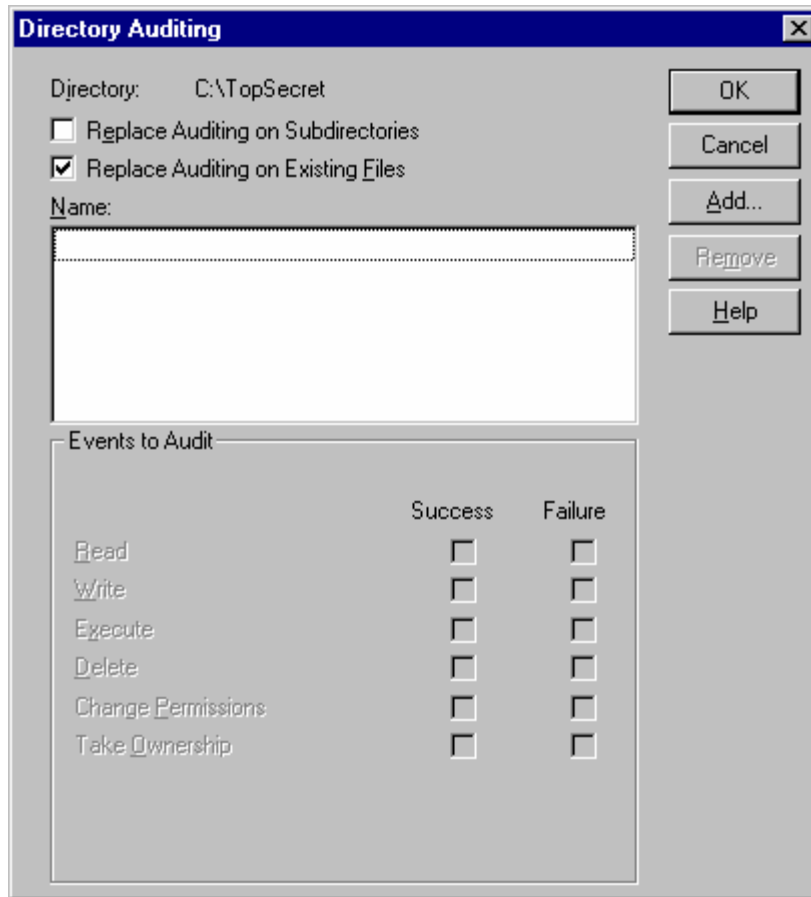 Directory Auditing
Directory: C:\TopSecret
OK
Replace Auditing on Subdirectories
Cancel
Replace Auditing on Existing Files
Name:
Add...
Remove
Help
Events to Audit
Success Failure
Read
Write
Execute
Delete
Change Permissions
Take Ownership